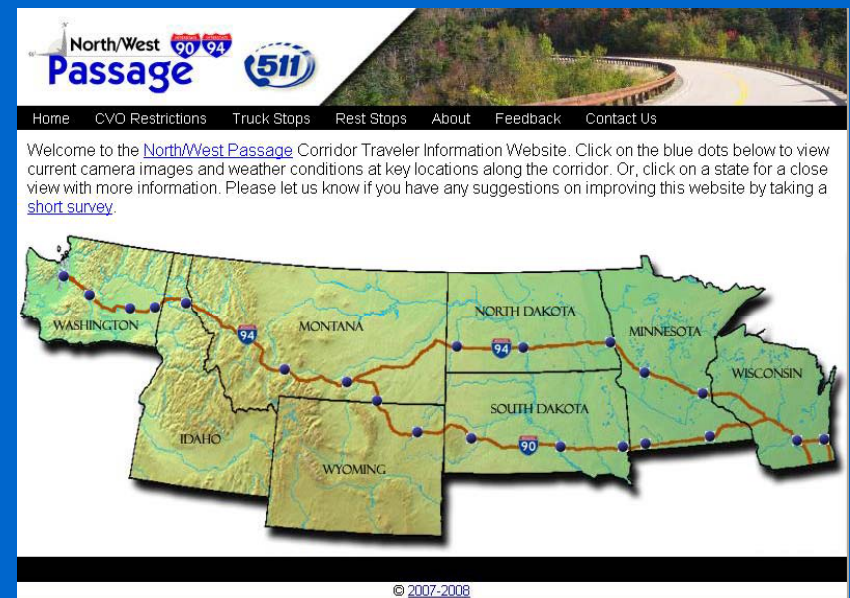 North/West
INTERSTATE INTERSTATE
90 94
Passage
511
Home CVO Restrictions Truck Stops Rest Stops About Feedback Contact Us
Welcome to the North/West Passage Corridor Traveler Information Website. Click on the blue dots below to view
current camera images and weather conditions at key locations along the corridor. Or, click on a state for a close
view with more information. Please let us know if you have any suggestions on improving this website by taking a
short survey.
WASHINGTON
94
MONTANA
NORTH DAKOTA
94
MINNESOTA
WISCONSIN
IDAHO
WYOMING
SOUTH DAKOTA
90
© 2007-2008